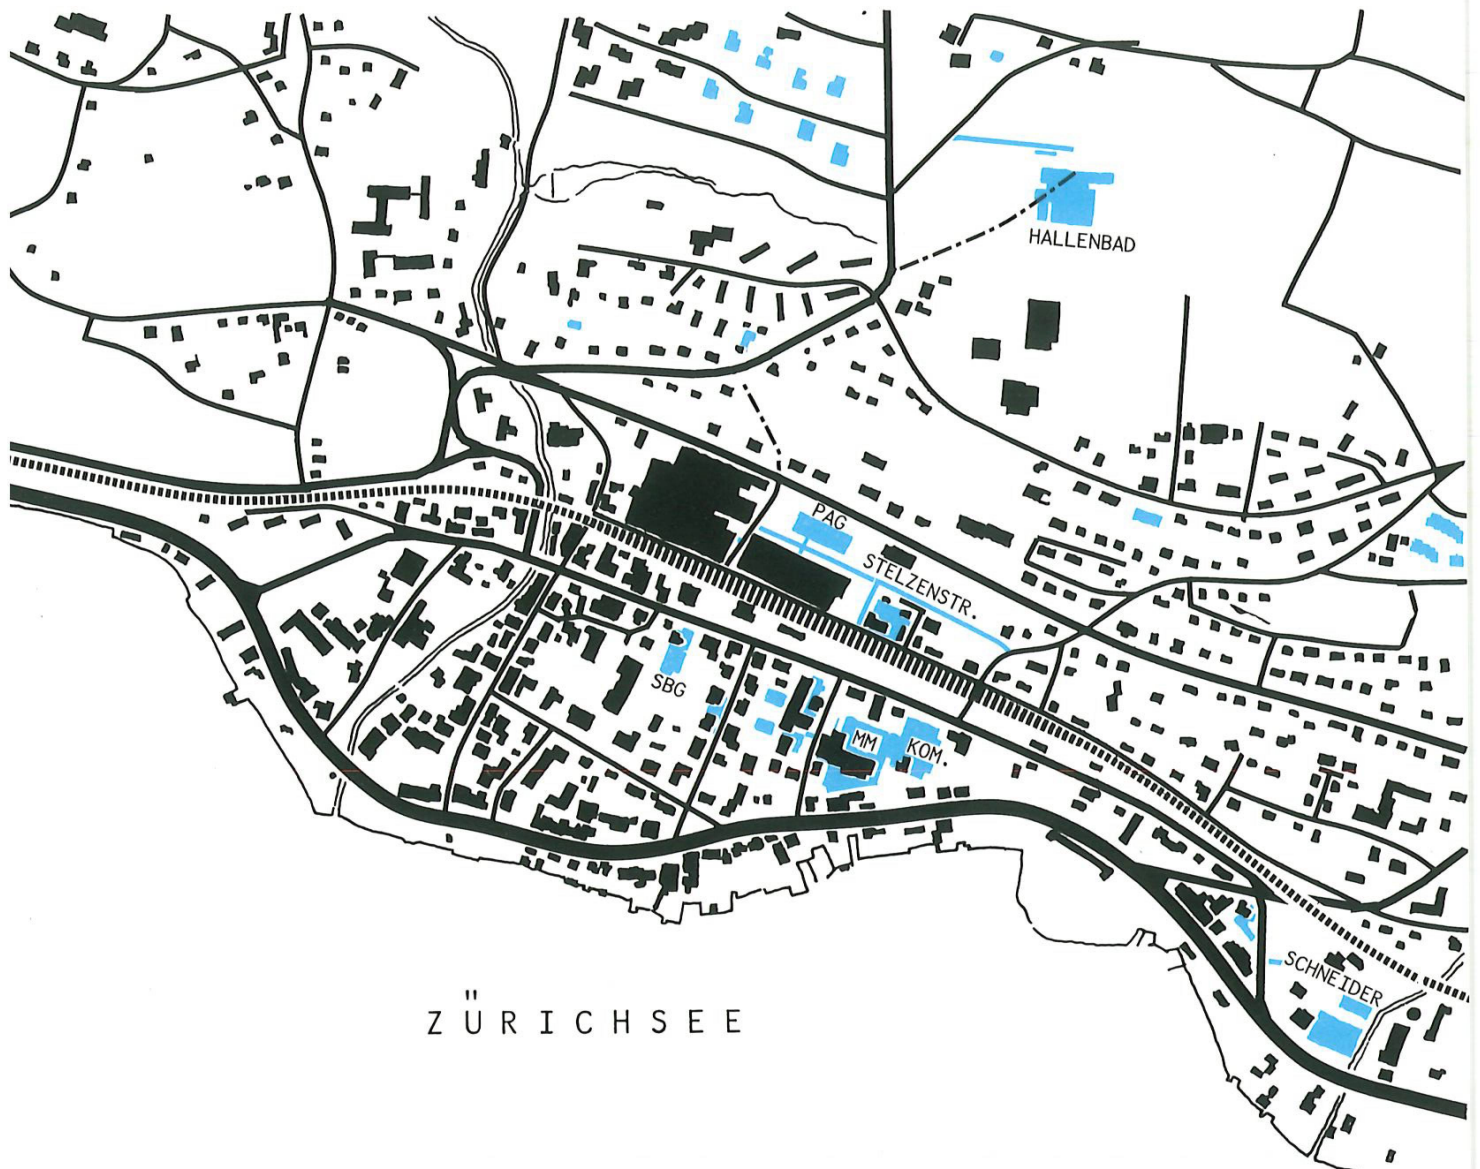 HALLENBAD
PAG
STELZENSTR.
SBG
MM
KOM.
SCHNEIDER
ZÜRICHSEE